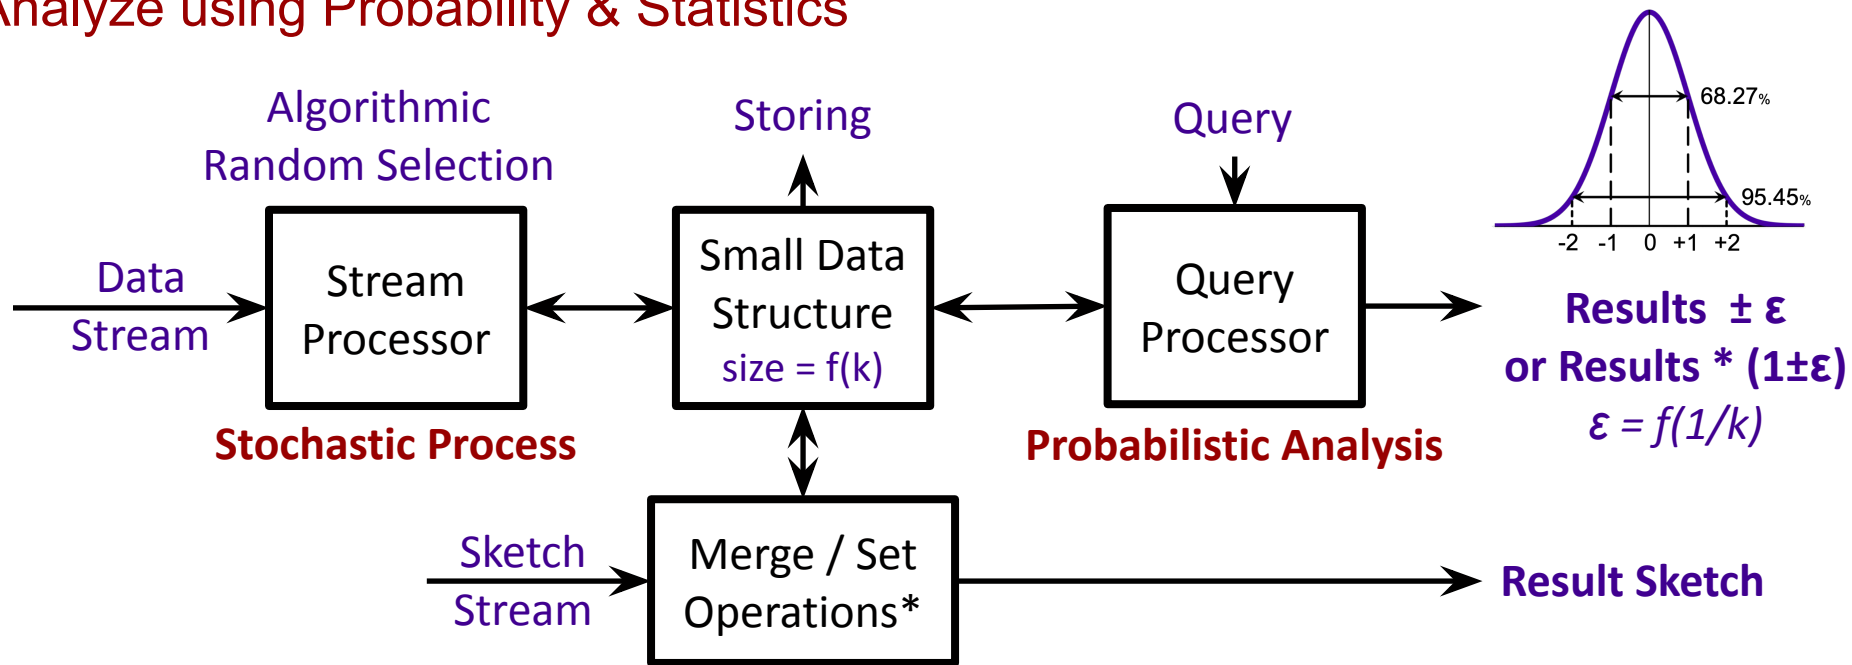 Analyze using Probability & Statistics
Algorithmic
Random Selection
Storing
Query
68.27%
95.45%
-2 -1 0 +1 +2
Data
Stream
Stream
Processor
Small Data
Structure
size = f(k)
Query
Processor
Results ± ε
or Results * (1±ε)
ε = f(1/k)
Stochastic Process
Probabilistic Analysis
Sketch
Stream
Merge / Set
Operations*
Result Sketch